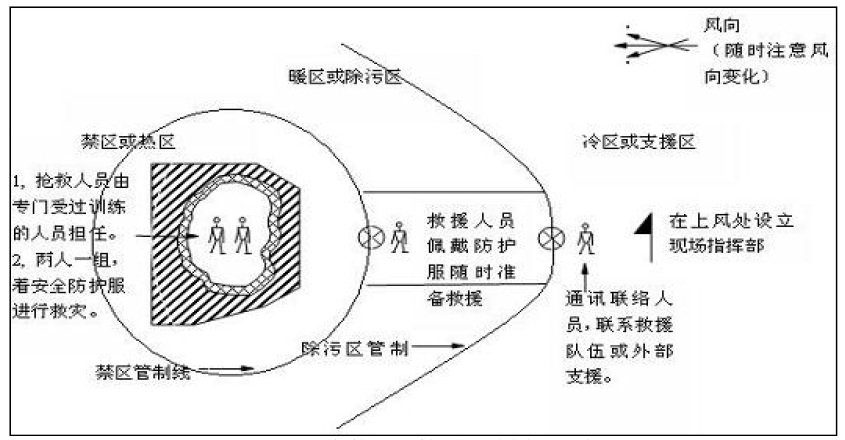 风向
（随时注意风
向变化）
暖区或除污区
禁区或热区
冷区或支援区
1, 抢救人员由
专门受过训练
的人员担任。
2, 两人一组，
着安全防护服
进行救灾。
救援人员
佩戴防护
服随时准
备救援
在上风处设立
现场指挥部
通讯联络人
员，联系救援
队伍或外部
支援。
除污区管制
禁区管制线